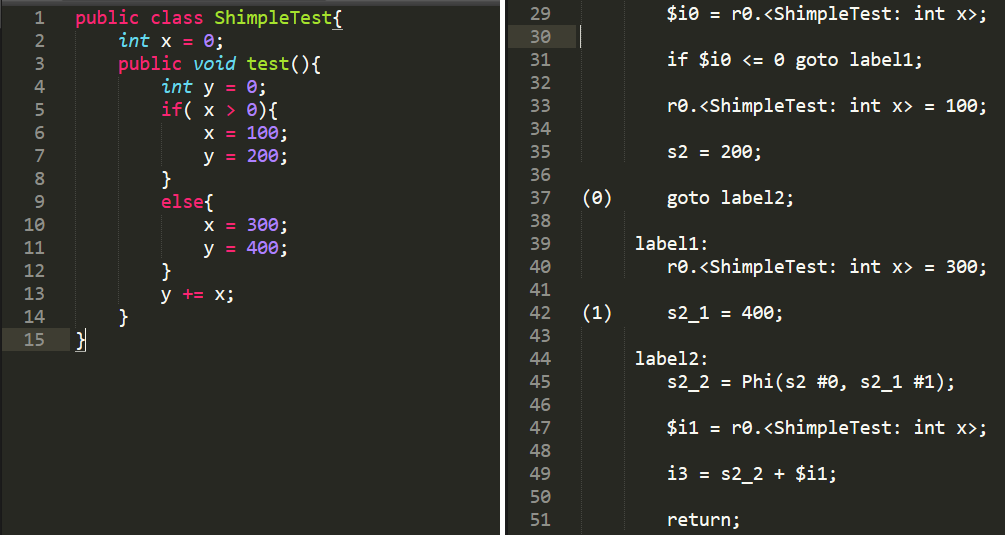 1 public class ShimpleTest{
2 int x = 0;
3 public void test(){
4 int y = 0;
5 if( x > 0){
6 x = 100;
7 y = 200;
8 }
9 else{
10 x = 300;
11 y = 400;
12 }
13 y += x;
14 }
15 }
29 $i0 = r0.<ShimpleTest: int x>;
30
31 if $i0 <= 0 goto label1;
32
33 r0.<ShimpleTest: int x> = 100;
34
35 s2 = 200;
36
37 (0) goto label2;
38
39 label1:
40 r0.<ShimpleTest: int x> = 300;
41
42 (1) s2_1 = 400;
43
44 label2:
45 s2_2 = Phi(s2 #0, s2_1 #1);
46
47 $i1 = r0.<ShimpleTest: int x>;
48
49 i3 = s2_2 + $i1;
50
51 return;